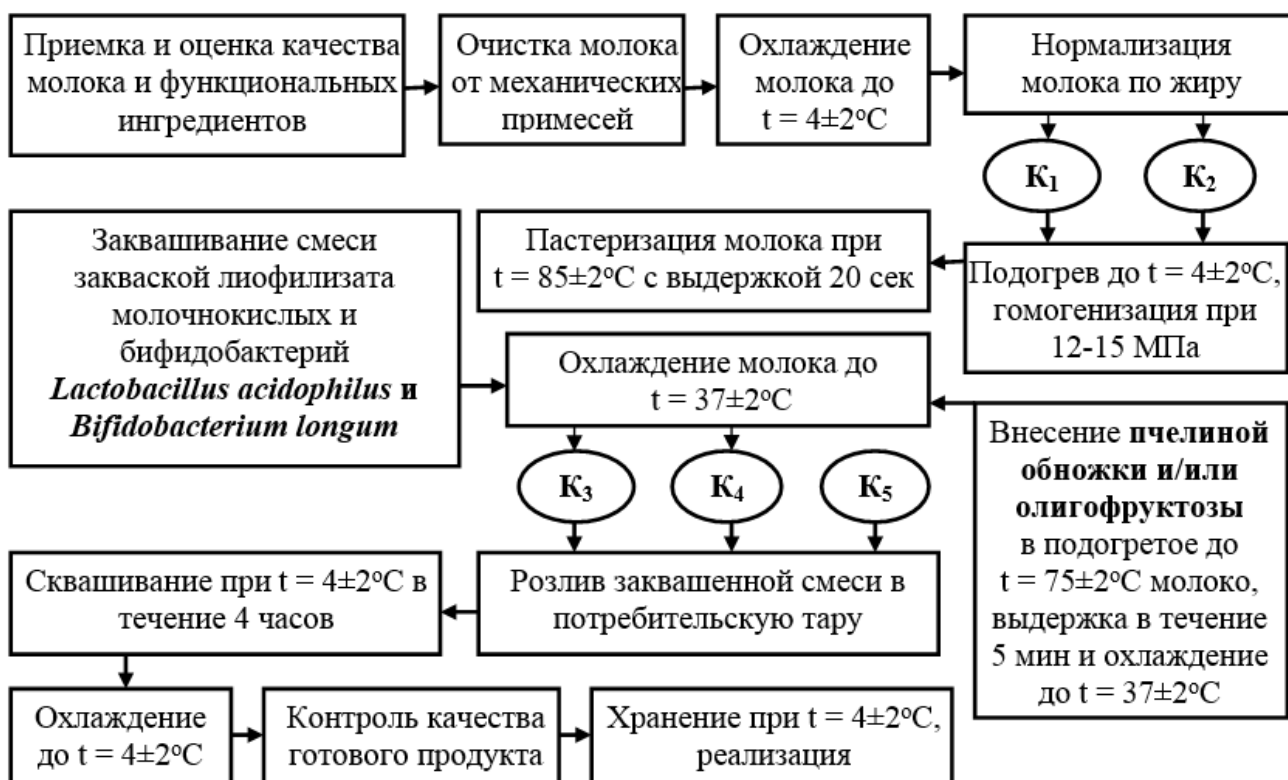 Приемка и оценка качества
молока и функциональных
ингредиентов
Очистка молока
от механических
примесей
Охлаждение
молока до
t = 4±2°C
Нормализация
молока по жиру
К₁
К₂
Заквашивание смеси
закваской лиофилизата
молочнокислых и
бифидобактерий
Lactobacillus acidophilus и
Bifidobacterium longum
Пастеризация молока при
t = 85±2°C с выдержкой 20 сек
Подогрев до t = 4±2°C,
гомогенизация при
12-15 МПа
Охлаждение молока до
t = 37±2°C
К₃
К₄
К₅
Внесение пчелиной
обножки и/или
олигофруктозы
в подогретое до
t = 75±2°C молоко,
выдержка в течение
5 мин и охлаждение
до t = 37±2°C
Сквашивание при t = 4±2°C в
течение 4 часов
Розлив заквашенной смеси в
потребительскую тару
Охлаждение
до t = 4±2°C
Контроль качества
готового продукта
Хранение при t = 4±2°C,
реализация